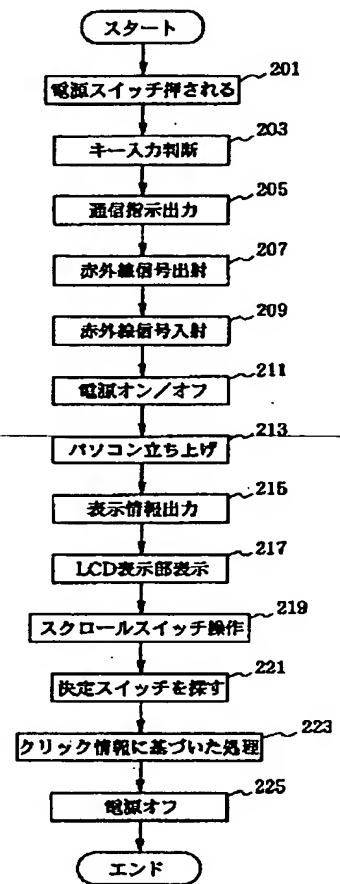 スタート
201
電源スイッチ押される
203
キー入力判断
205
通信指示出力
207
赤外線信号出射
209
赤外線信号入射
211
電源オン/オフ
213
パソコン立ち上げ
215
表示情報出力
217
LCD表示部表示
219
スクロールスイッチ操作
221
決定スイッチを探す
223
クリック情報に基づいた処理
225
電源オフ
エンド